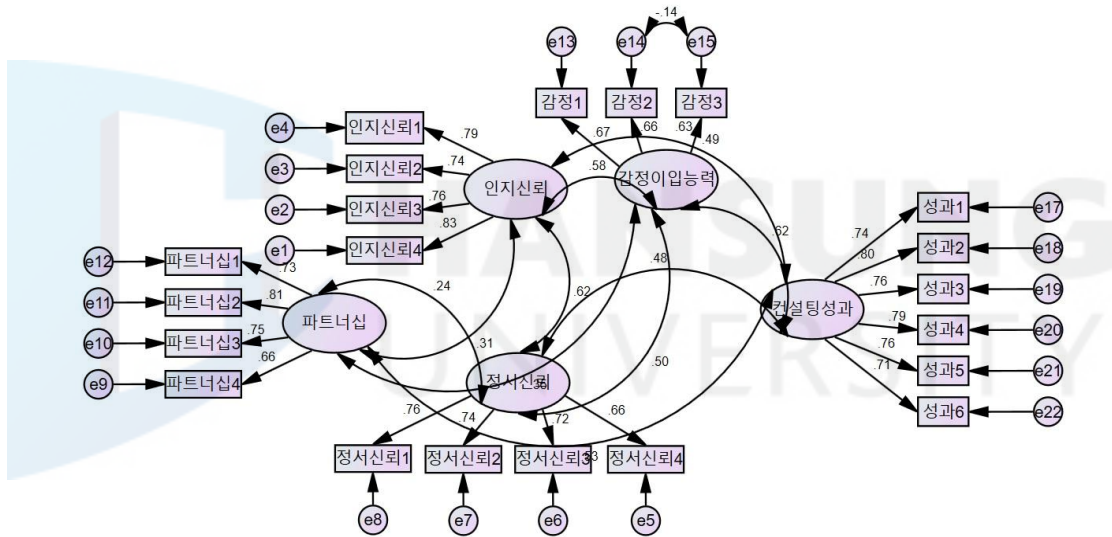 -.14
e13
e14
e15
감정1
감정2
감정3
.67
.66
.63
.49
e4
인지신뢰1
.79
e3
인지신뢰2
.74
e2
인지신뢰3
.76
e1
인지신뢰4
.83
인지신뢰
.58
감정이입능력
HANSUNG
UNIVERSITY
e12
파트너십1
.73
e11
파트너십2
.81
e10
파트너십3
.75
e9
파트너십4
.66
파트너십
.24
.31
.62
.48
.62
.50
정서신뢰
.76
.74
.72
.66
.53
정서신뢰1
정서신뢰2
정서신뢰3
정서신뢰4
e8
e7
e6
e5
컨설팅성과
.74
성과1
e17
.80
성과2
e18
.76
성과3
e19
.79
성과4
e20
.76
성과5
e21
.71
성과6
e22